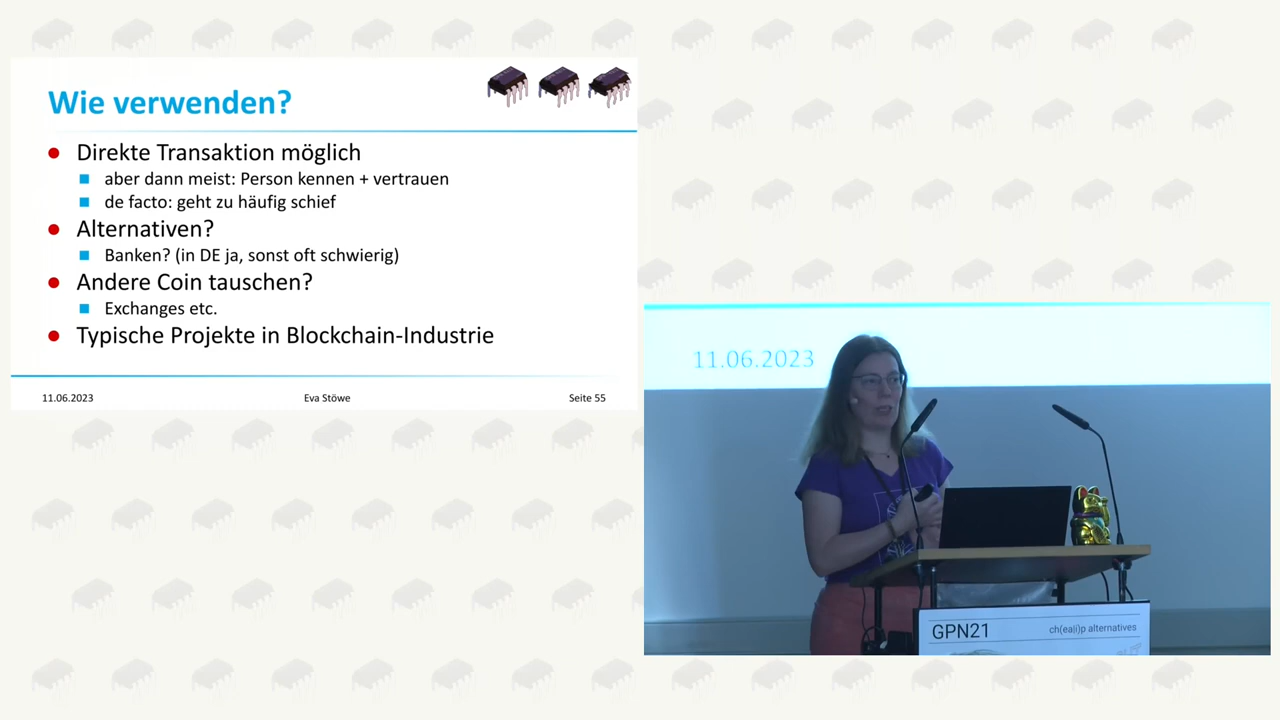 Wie verwenden?
Direkte Transaktion möglich
aber dann meist: Person kennen + vertrauen
de facto: geht zu häufig schief
Alternativen?
Banken? (in DE ja, sonst oft schwierig)
Andere Coin tauschen?
Exchanges etc.
Typische Projekte in Blockchain-Industrie
11.06.2023 Eva Stöwe Seite 55
11.06.2023
GPN21 ch(ea|i)p alternatives